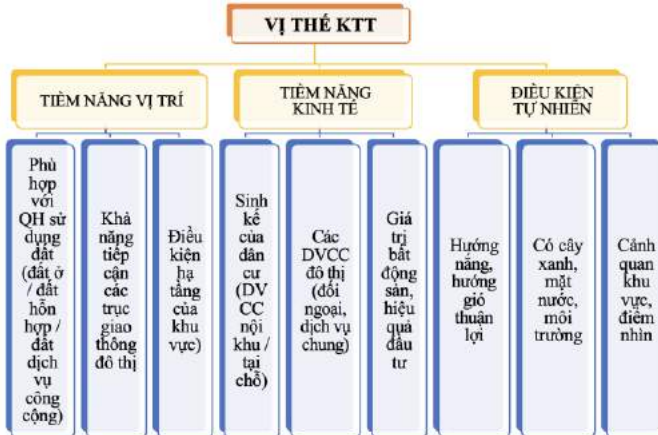 VỊ THẾ KTT
TIỀM NĂNG VỊ TRÍ
TIỀM NĂNG
KINH TẾ
ĐIỀU KIỆN
TỰ NHIÊN
Phù
hợp với
QH sử
dụng
đất
(đất ở
/ đất
hỗn
hợp /
đất
dịch
vụ
công
cộng)
Khả
năng
tiếp
cận
các
trục
giao
thông
đô thị
Điều
kiện
hạ
tầng
của
khu
vực)
Sinh
kế
của
dân
cư
(DV
CC
nội
khu /
tại
chỗ)
Các
DVCC
đô thị
(đối
ngoại,
dịch vụ
chung)
Giá
trị
bất
động
sản,
hiệu
quả
đầu
tư
Hướng
nắng,
hướng
gió
thuận
lợi
Có cây
xanh,
mặt
nước,
môi
trường
Cảnh
quan
khu
vực,
điểm
nhìn